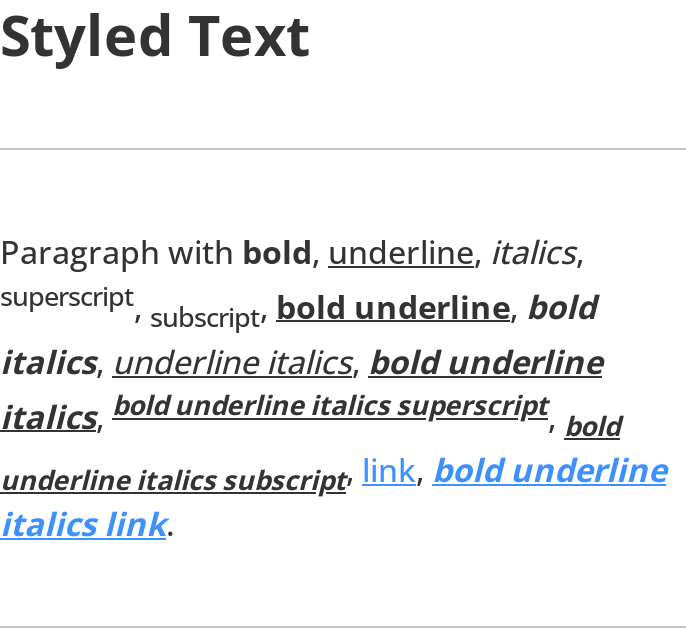 Styled Text
Paragraph with bold, underline, italics,
superscript, subscript, bold underline, bold
italics, underline italics, bold underline
italics, bold underline italics superscript, bold
underline italics subscript, link, bold underline
italics link.